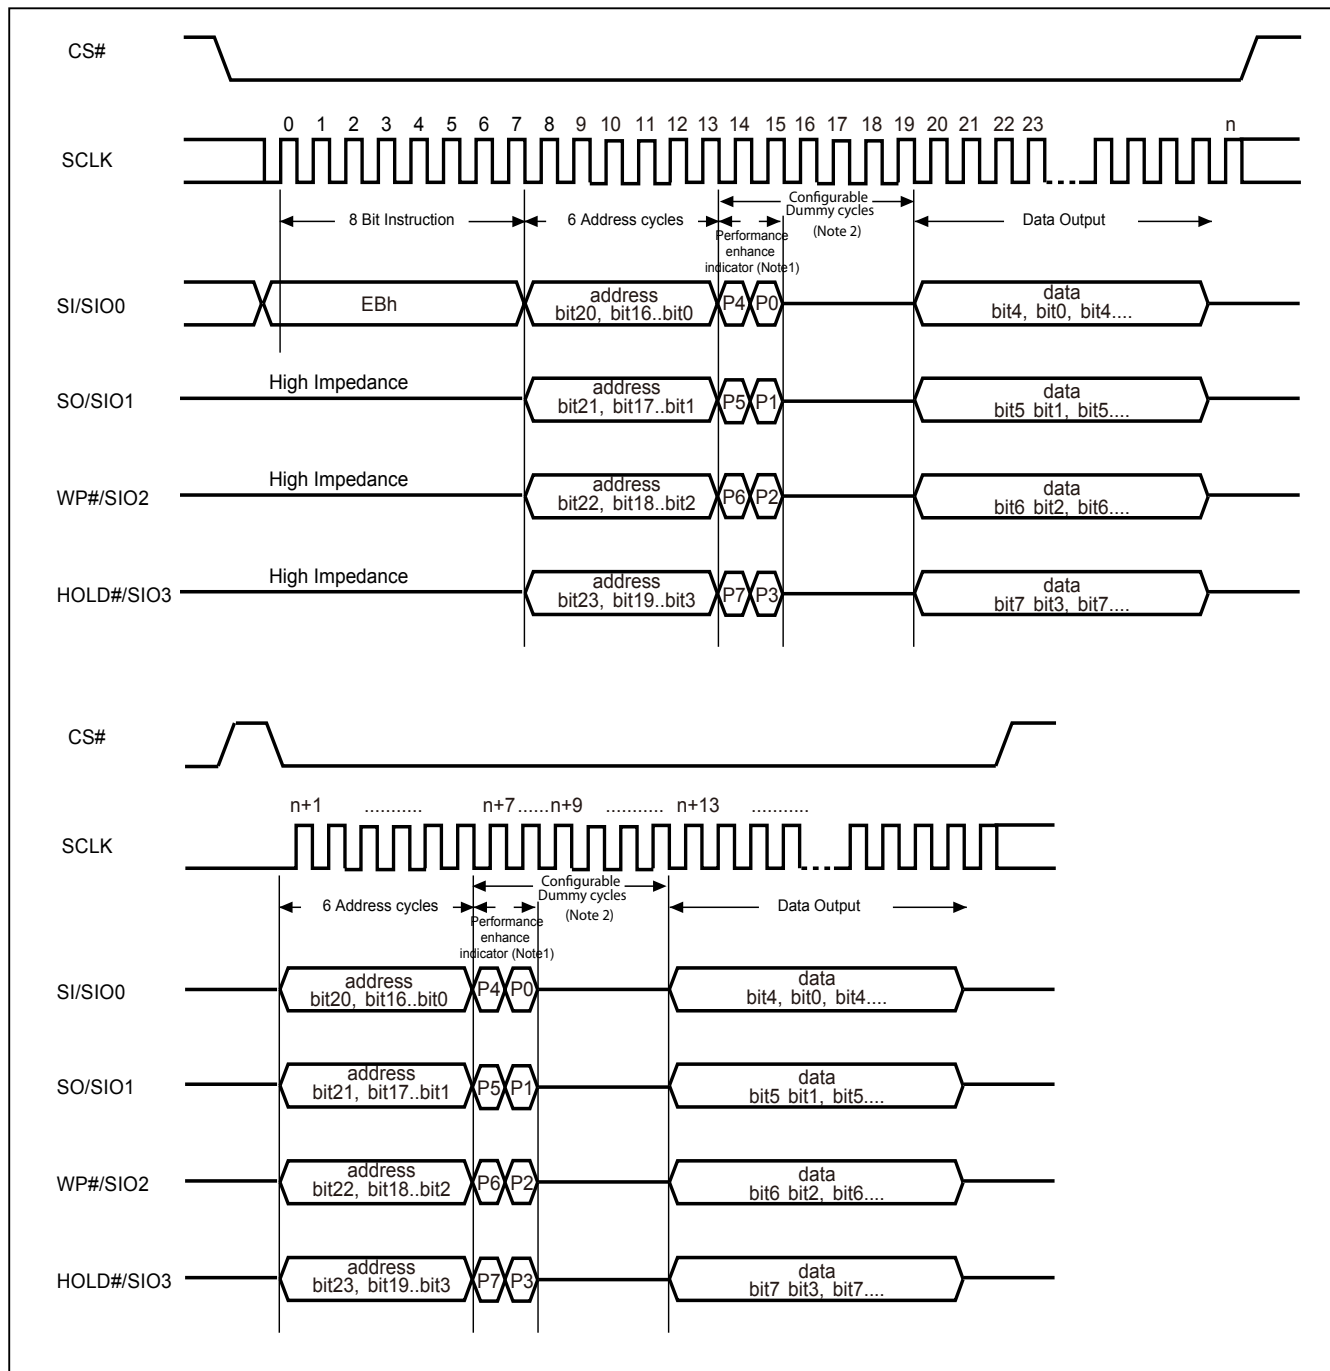 CS#
0 1 2 3 4 5 6 7 8 9 10 11 12 13 14 15 16 17 18 19 20 21 22 23 n
SCLK
8 Bit Instruction
6 Address cycles
Configurable
Dummy cycles
(Note 2)
Data Output
Performance
enhance
indicator (Note1)
SI/SIO0
EBh
address
bit20, bit16..bit0
P4 P0
data
bit4, bit0, bit4....
SO/SIO1
High Impedance
address
bit21, bit17..bit1
P5 P1
data
bit5 bit1, bit5....
WP#/SIO2
High Impedance
address
bit22, bit18..bit2
P6 P2
data
bit6 bit2, bit6....
HOLD#/SIO3
High Impedance
address
bit23, bit19..bit3
P7 P3
data
bit7 bit3, bit7....
CS#
n+1 ........... n+7 ......n+9 ........... n+13 ...........
SCLK
6 Address cycles
Configurable
Dummy cycles
(Note 2)
Data Output
Performance
enhance
indicator (Note1)
SI/SIO0
address
bit20, bit16..bit0
P4 P0
data
bit4, bit0, bit4....
SO/SIO1
address
bit21, bit17..bit1
P5 P1
data
bit5 bit1, bit5....
WP#/SIO2
address
bit22, bit18..bit2
P6 P2
data
bit6 bit2, bit6....
HOLD#/SIO3
address
bit23, bit19..bit3
P7 P3
data
bit7 bit3, bit7....